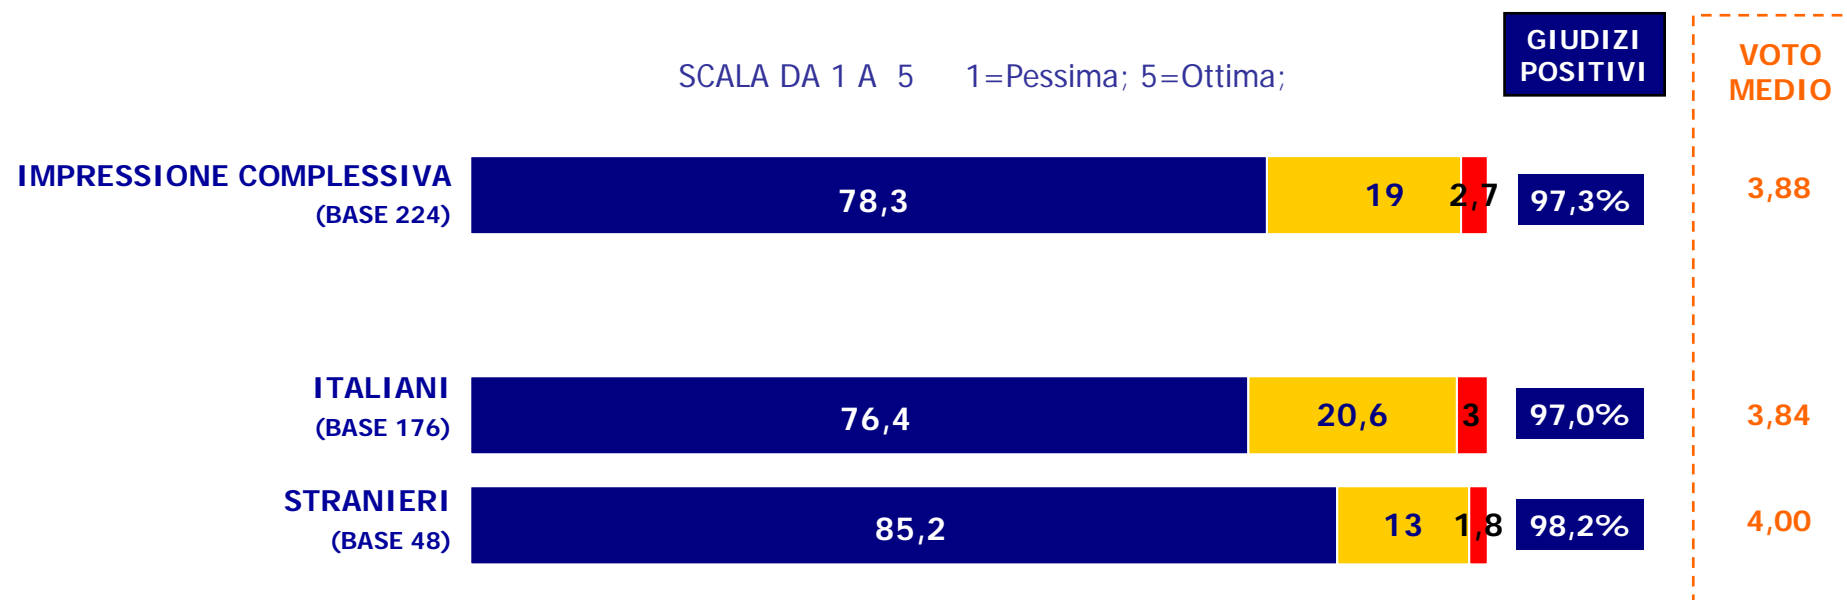 SCALA DA 1 A 5 1=Pessima; 5=Ottima;
GIUDIZI
POSITIVI
VOTO
MEDIO
IMPRESSIONE COMPLESSIVA
(BASE 224)
78,3
19
2,7
97,3%
3,88
ITALIANI
(BASE 176)
76,4
20,6
3
97,0%
3,84
STRANIERI
(BASE 48)
85,2
13
1,8
98,2%
4,00